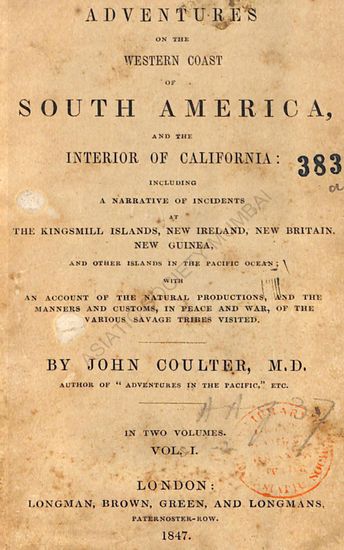 ADVENTURES
ON THE
WESTERN COAST
OF
SOUTH AMERICA,
AND THE
INTERIOR OF CALIFORNIA:
383
a
INCLUDING
A NARRATIVE OF INCIDENTS
AT
THE KINGSMILL ISLANDS, NEW IRELAND, NEW BRITAIN,
NEW GUINEA,
AND OTHER ISLANDS IN THE PACIFIC OCEAN;
WITH
AN ACCOUNT OF THE NATURAL PRODUCTIONS, AND THE
MANNERS AND CUSTOMS, IN PEACE AND WAR, OF THE
VARIOUS SAVAGE TRIBES VISITED.
ASIATIC SOCIETY MUMBAI
BY JOHN COULTER, M.D.
AUTHOR OF "ADVENTURES IN THE PACIFIC," ETC.
IN TWO VOLUMES.
VOL. I.
LONDON:
LONGMAN, BROWN, GREEN, AND LONGMANS,
PATERNOSTER-ROW.
1847.